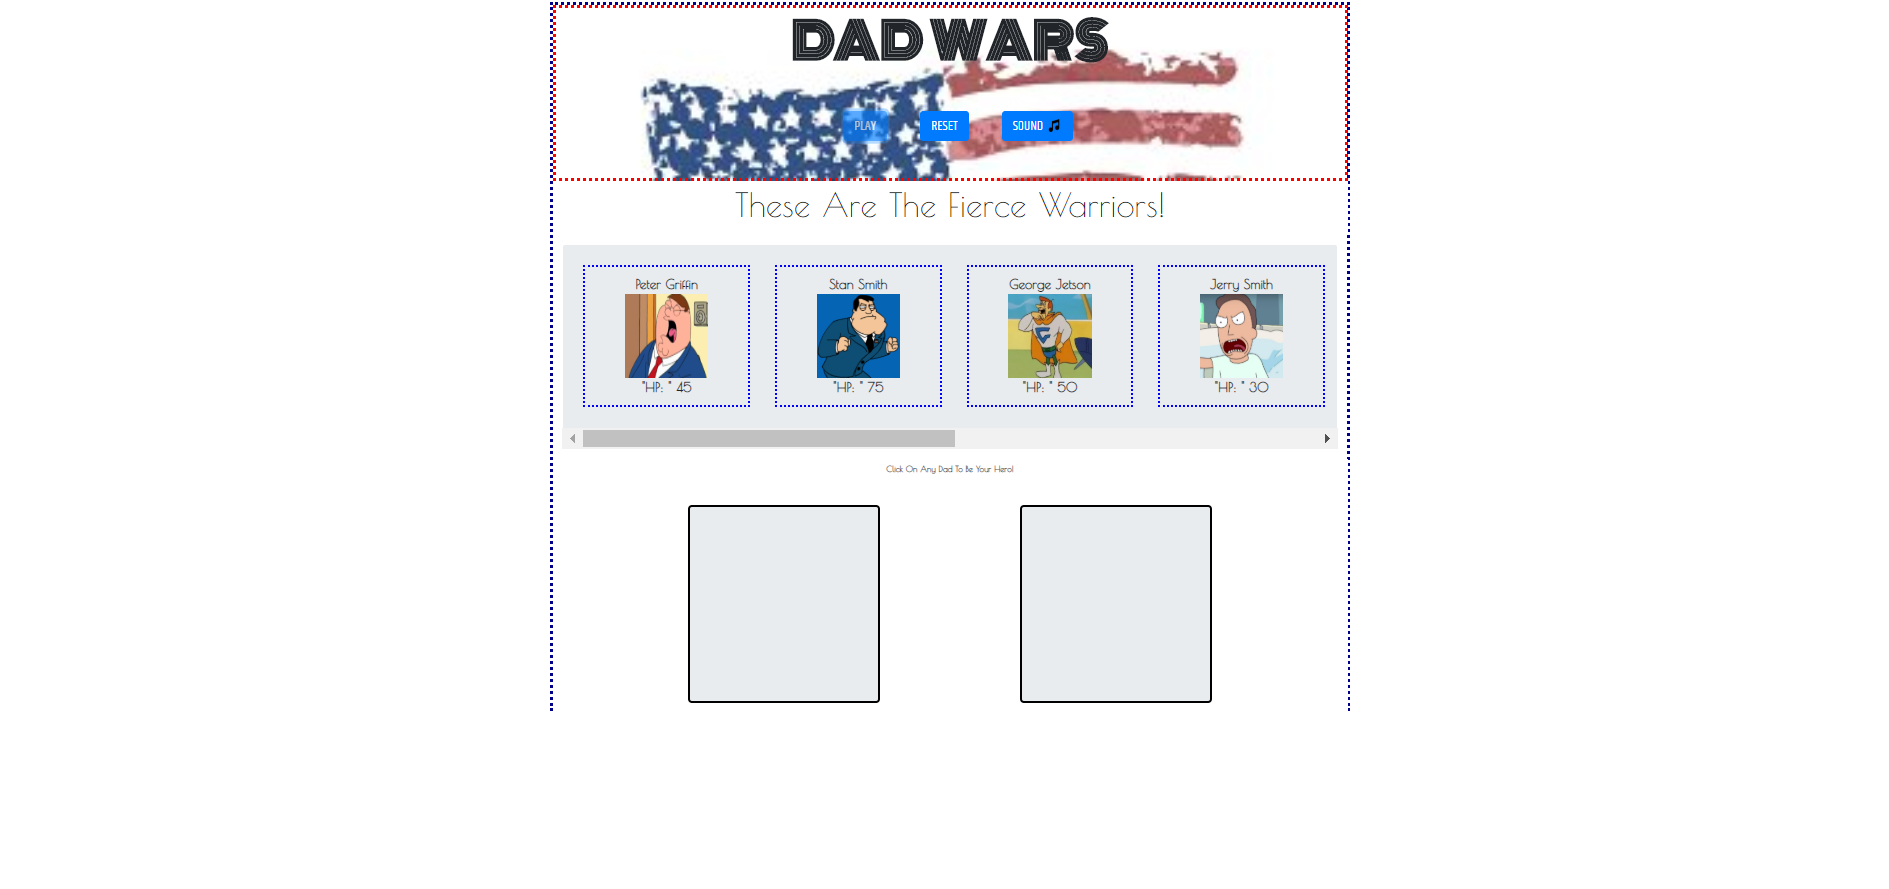 DAD WARS
PLAY RESET SOUND
These Are The Fierce Warriors!
Peter Griffin Stan Smith George Jetson Jerry Smith
"HP: " 45 "HP: " 75 "HP: " 50 "HP: " 30
Click On Any Dad To Be Your Hero!